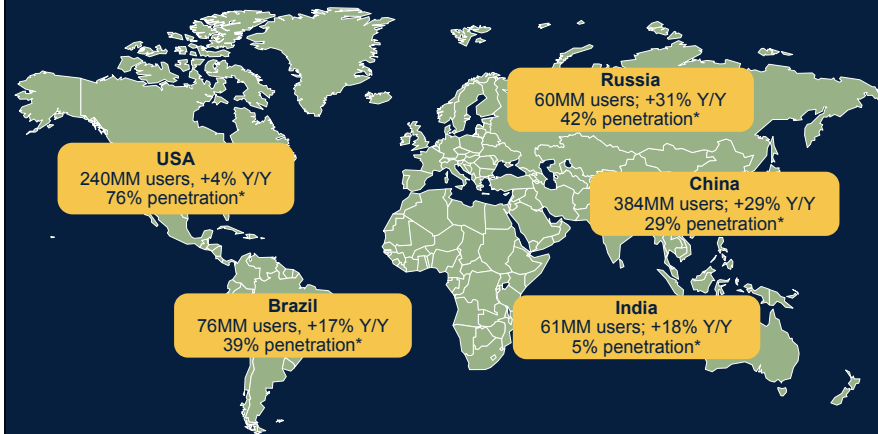 Russia
60MM users; +31% Y/Y
42% penetration*
USA
240MM users, +4% Y/Y
76% penetration*
China
384MM users; +29% Y/Y
29% penetration*
Brazil
76MM users, +17% Y/Y
39% penetration*
India
61MM users; +18% Y/Y
5% penetration*